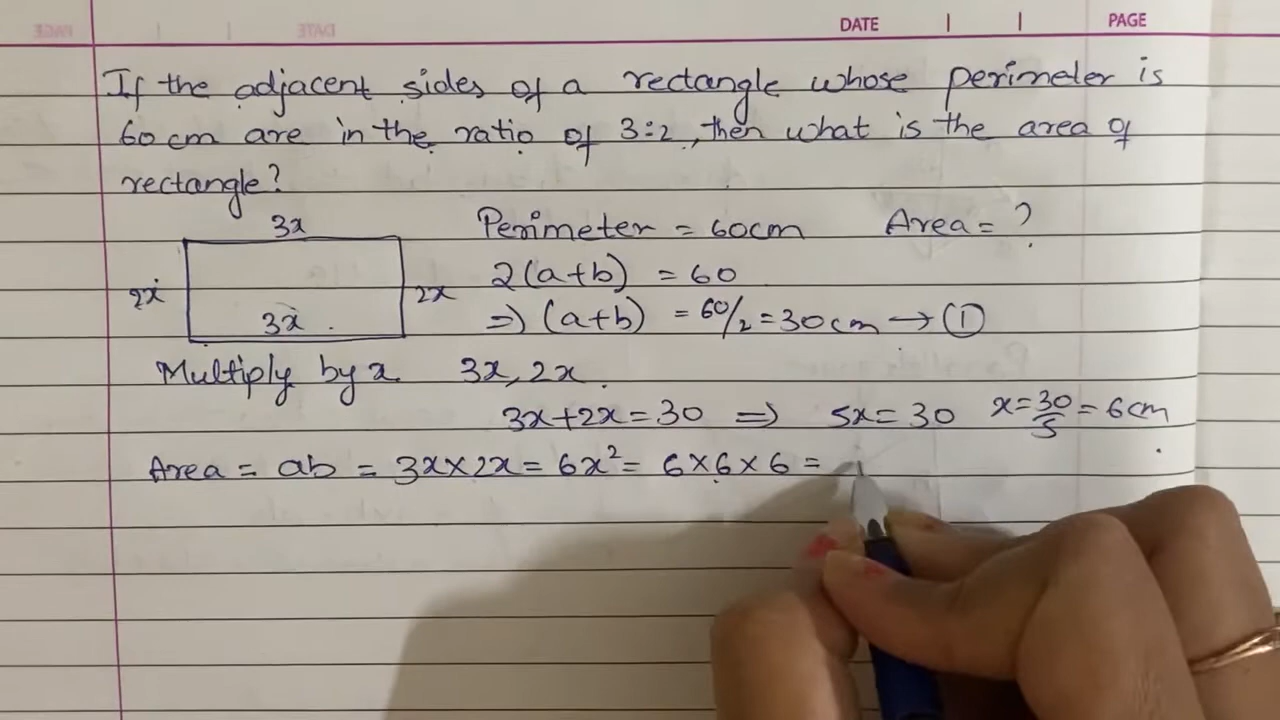 DATE PAGE
If the adjacent sides of a rectangle whose perimeter is
60 cm are in the ratio of 3:2, then what is the area of
rectangle?
3x
Perimeter = 60cm Area = ?
2x
2x
3x
2(a+b) = 60
⇒ (a+b) = 60/2 = 30cm → ①
Multiply by x 3x, 2x.
3x+2x = 30 ⇒ 5x = 30 x = 30/5 = 6cm
Area = ab = 3x × 2x = 6x² = 6×6×6 =